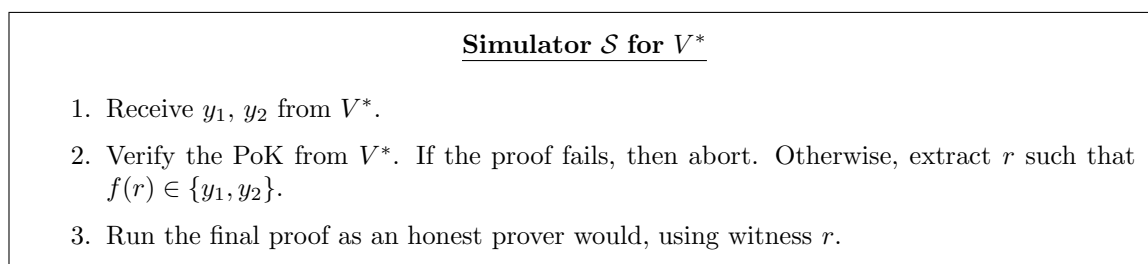 Simulator 𝒮 for V*
1. Receive y₁, y₂ from V*.
2. Verify the PoK from V*. If the proof fails, then abort. Otherwise, extract r such that
f(r) ∈ {y₁, y₂}.
3. Run the final proof as an honest prover would, using witness r.